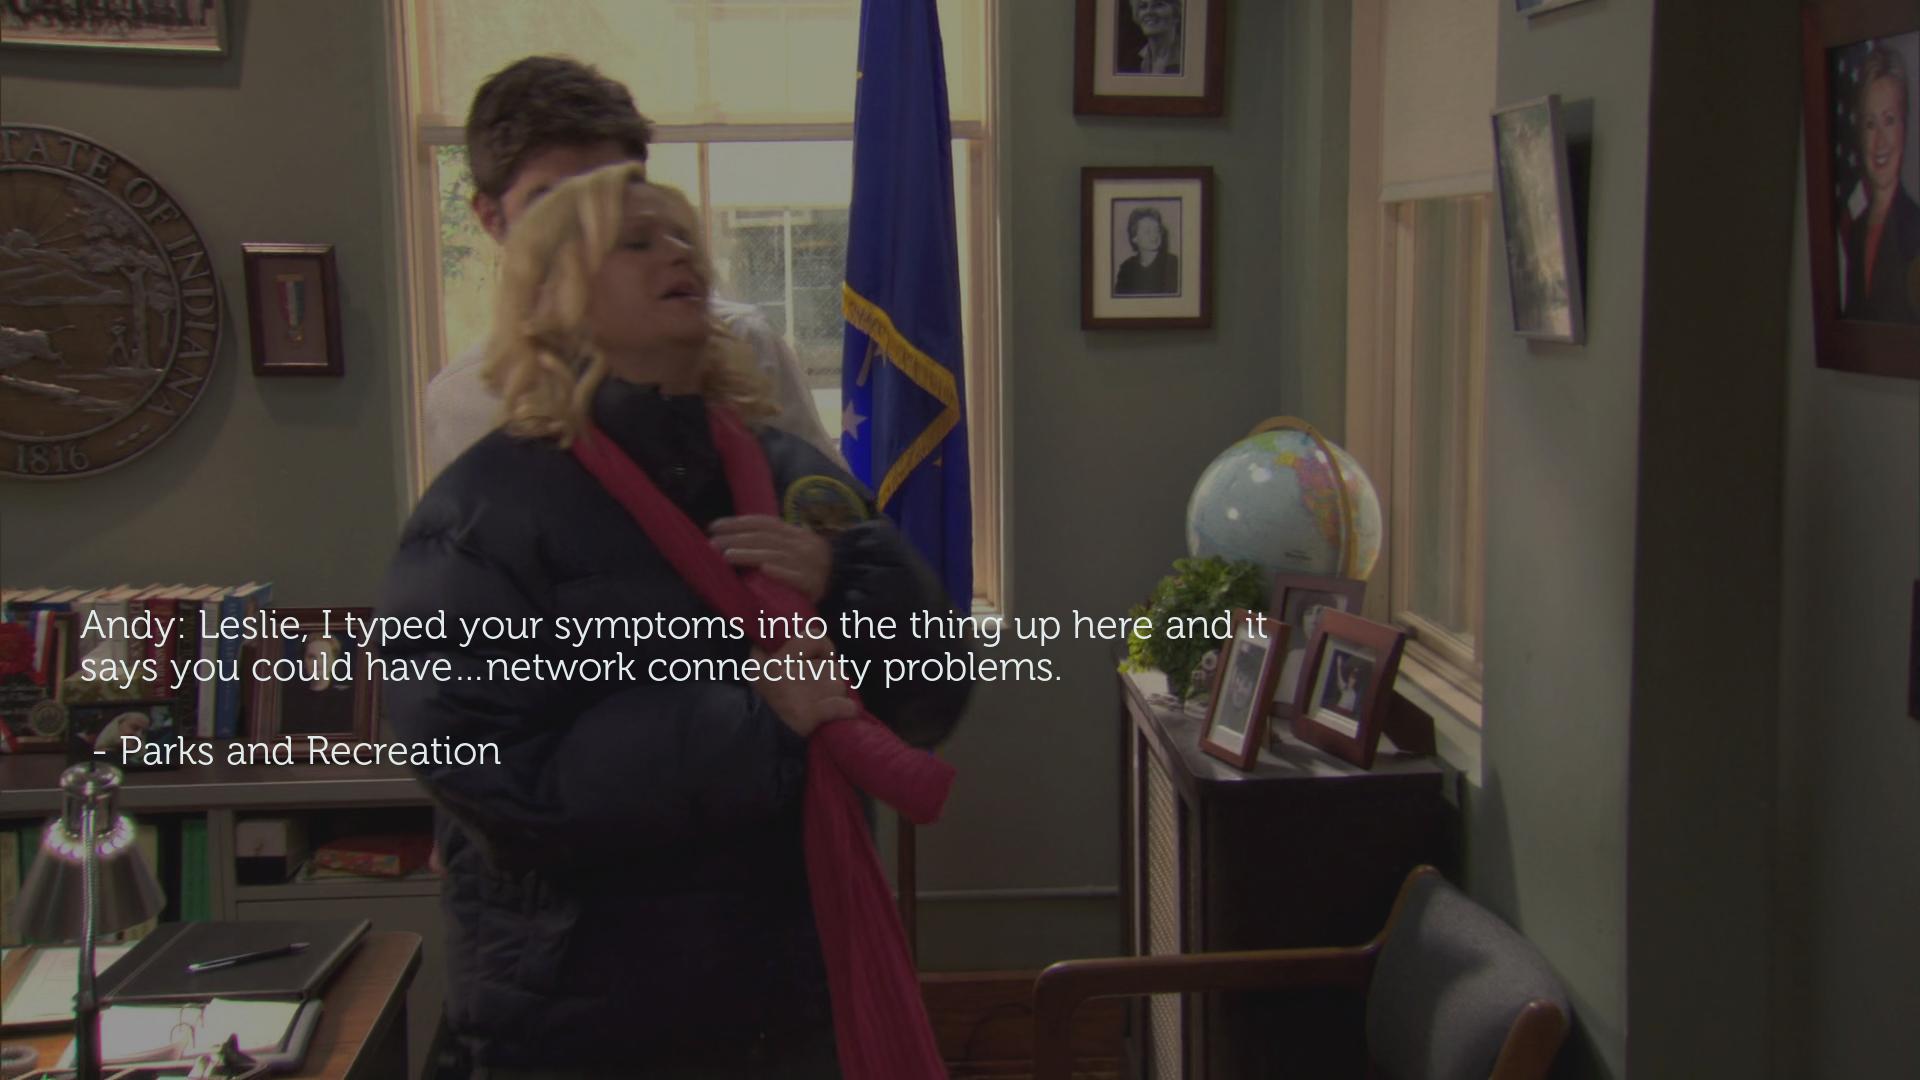 STATE OF INDIANA
1816
Andy: Leslie, I typed your symptoms into the thing up here and it
says you could have...network connectivity problems.
- Parks and Recreation